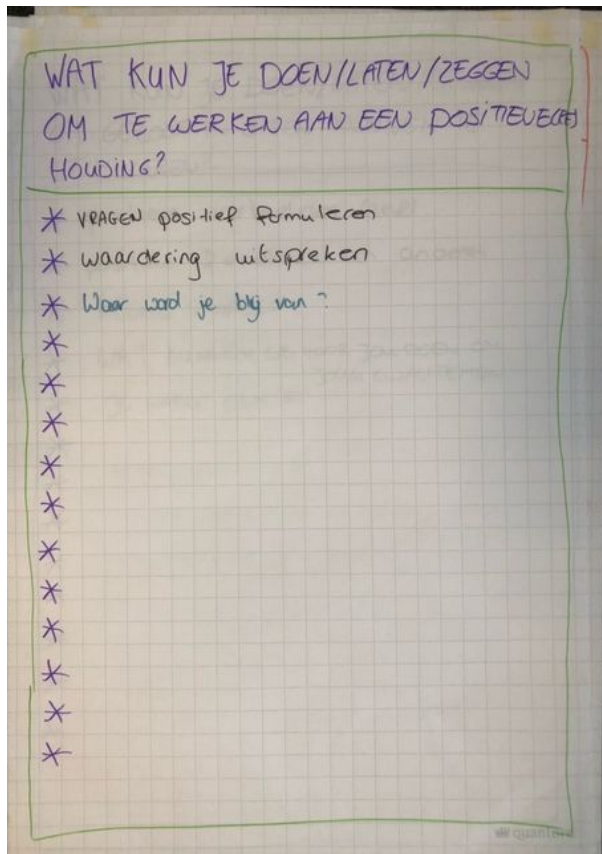 WAT KUN JE DOEN/LATEN/ZEGGEN
OM TE WERKEN AAN EEN POSITIEVE(RE)
HOUDING?
* VRAGEN positief formuleren
* waardering uitspreken
* Waar word je blij van?
*
*
*
*
*
*
*
*
*
*
*